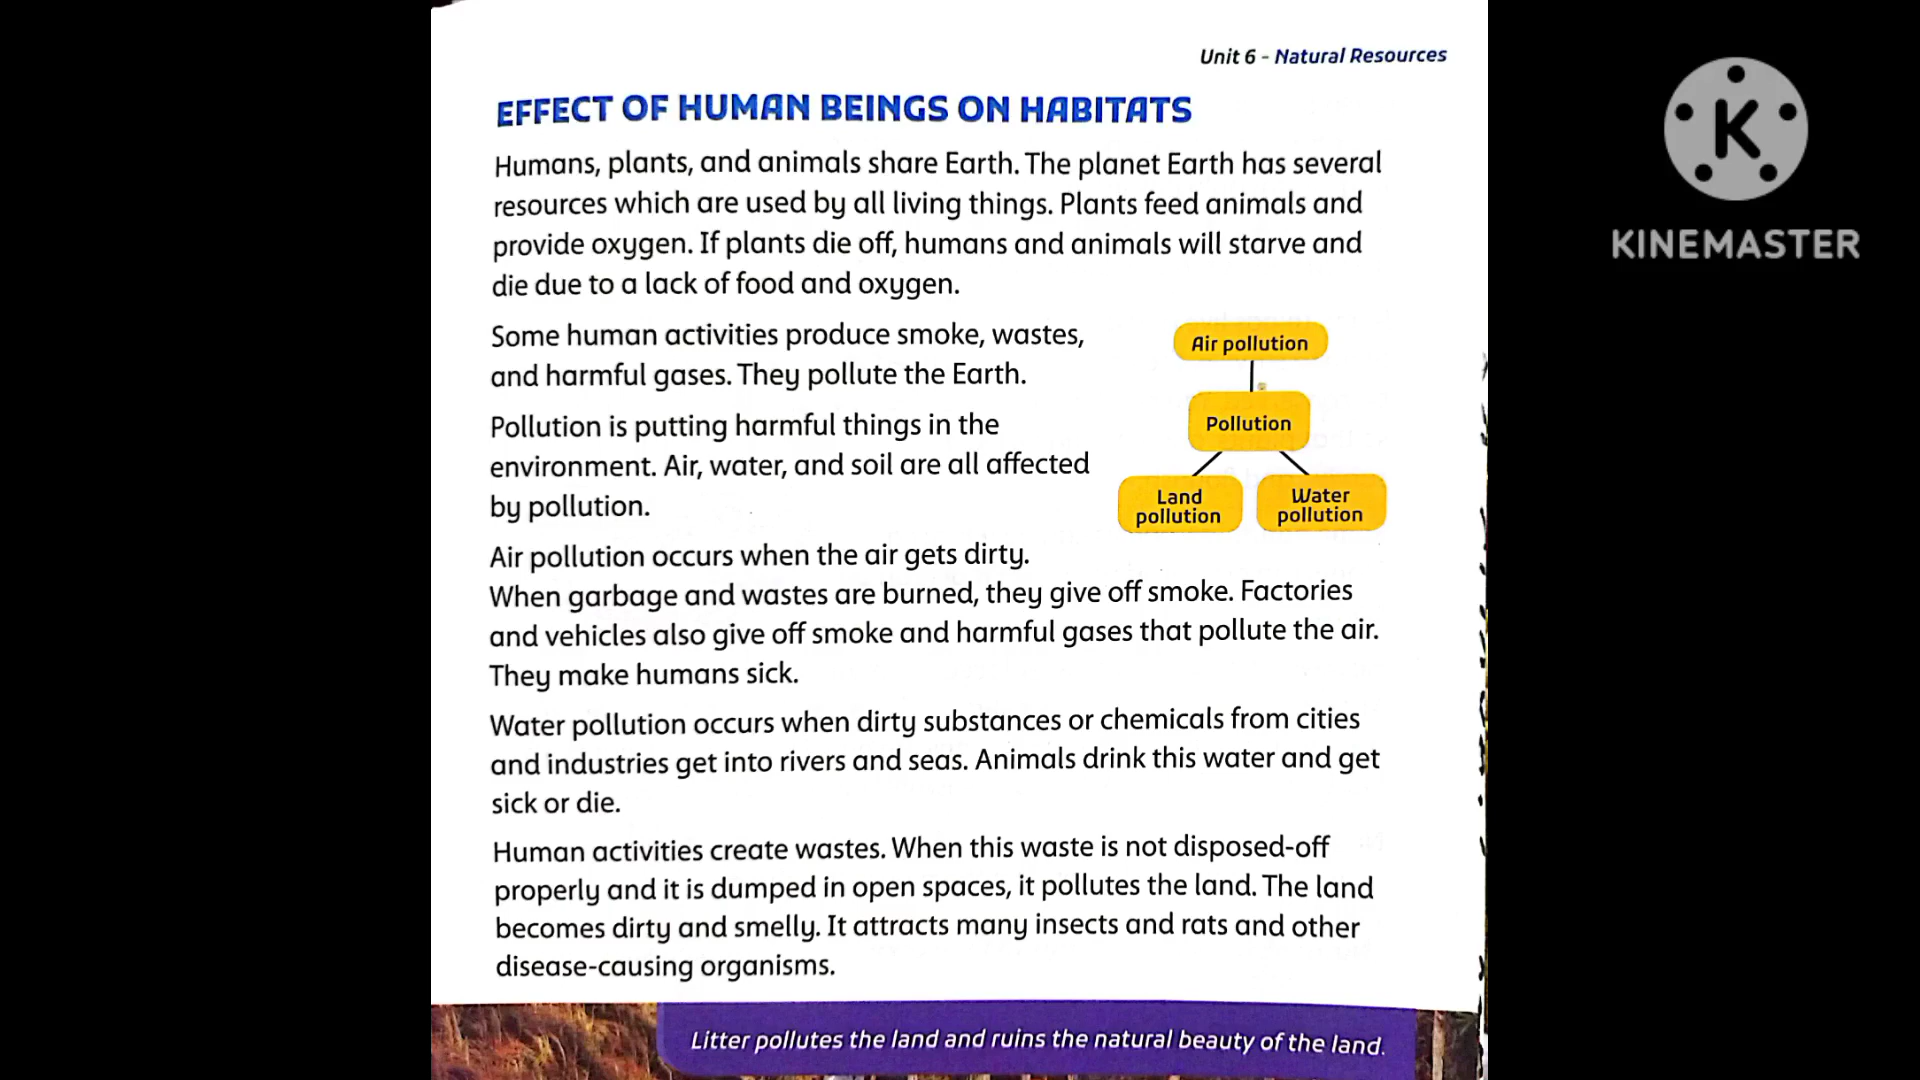 Unit 6 - Natural Resources
EFFECT OF HUMAN BEINGS ON HABITATS
Humans, plants, and animals share Earth. The planet Earth has several
resources which are used by all living things. Plants feed animals and
provide oxygen. If plants die off, humans and animals will starve and
die due to a lack of food and oxygen.
Some human activities produce smoke, wastes,
and harmful gases. They pollute the Earth.
Pollution is putting harmful things in the
environment. Air, water, and soil are all affected
by pollution.
Air pollution
Pollution
Land
pollution
Water
pollution
Air pollution occurs when the air gets dirty.
When garbage and wastes are burned, they give off smoke. Factories
and vehicles also give off smoke and harmful gases that pollute the air.
They make humans sick.
Water pollution occurs when dirty substances or chemicals from cities
and industries get into rivers and seas. Animals drink this water and get
sick or die.
Human activities create wastes. When this waste is not disposed-off
properly and it is dumped in open spaces, it pollutes the land. The land
becomes dirty and smelly. It attracts many insects and rats and other
disease-causing organisms.
Litter pollutes the land and ruins the natural beauty of the land.
K
KINEMASTER